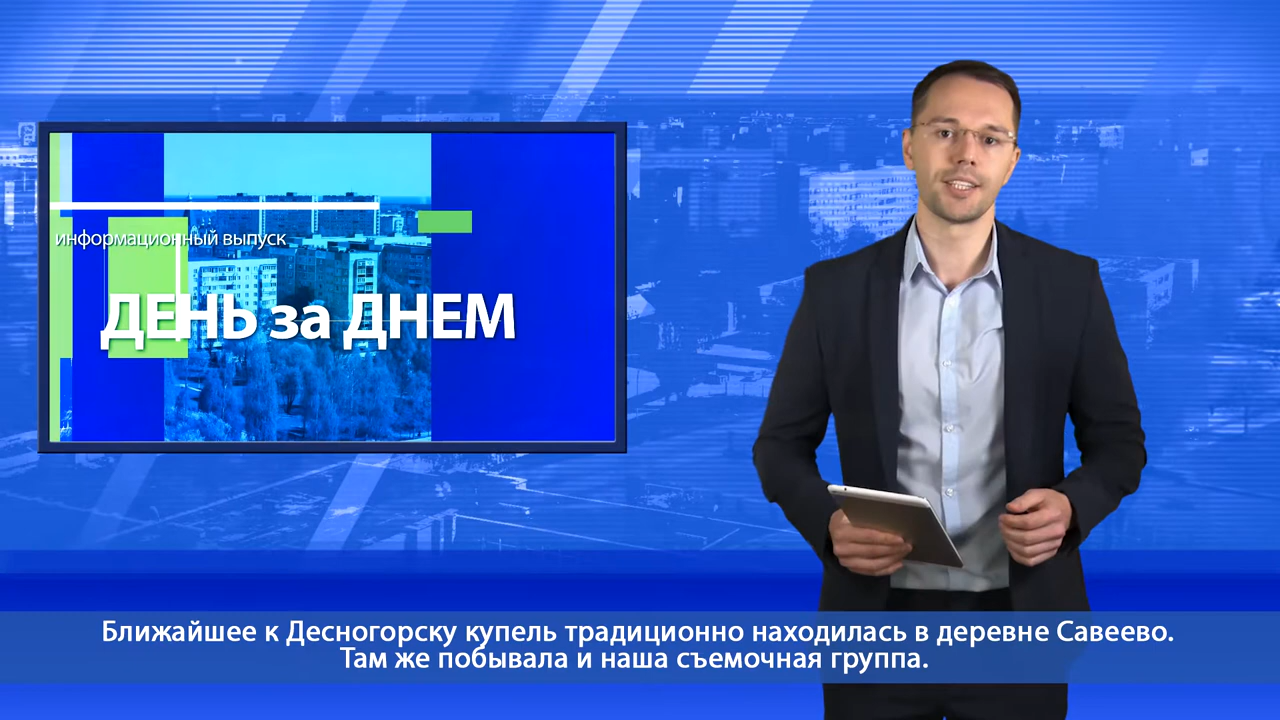 информационный выпуск
ДЕНЬ за ДНЕМ
Ближайшее к Десногорску купель традиционно находилась в деревне Савеево.
Там же побывала и наша съемочная группа.